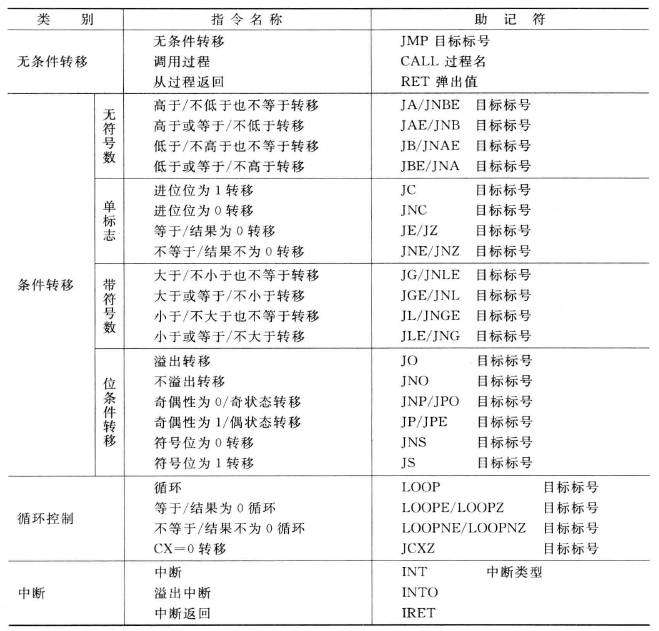 类 别 指令名称 助 记 符
无条件转移 JMP 目标标号
无条件转移 调用过程 CALL 过程名
从过程返回 RET 弹出值
无符号数 高于/不低于也不等于转移 JA/JNBE 目标标号
高于或等于/不低于转移 JAE/JNB 目标标号
低于/不高于也不等于转移 JB/JNAE 目标标号
低于或等于/不高于转移 JBE/JNA 目标标号
单标志 进位位为1转移 JC 目标标号
进位位为0转移 JNC 目标标号
等于/结果为0转移 JE/JZ 目标标号
不等于/结果不为0转移 JNE/JNZ 目标标号
条件转移 带符号数 大于/不小于也不等于转移 JG/JNLE 目标标号
大于或等于/不小于转移 JGE/JNL 目标标号
小于/不大于也不等于转移 JL/JNGE 目标标号
小于或等于/不大于转移 JLE/JNG 目标标号
位条件转移 溢出转移 JO 目标标号
不溢出转移 JNO 目标标号
奇偶性为0/奇状态转移 JNP/JPO 目标标号
奇偶性为1/偶状态转移 JP/JPE 目标标号
符号位为0转移 JNS 目标标号
符号位为1转移 JS 目标标号
循环控制 循环 LOOP 目标标号
等于/结果为0循环 LOOPE/LOOPZ 目标标号
不等于/结果不为0循环 LOOPNE/LOOPNZ 目标标号
CX=0转移 JCXZ 目标标号
中断 中断 INT 中断类型
溢出中断 INTO
中断返回 IRET